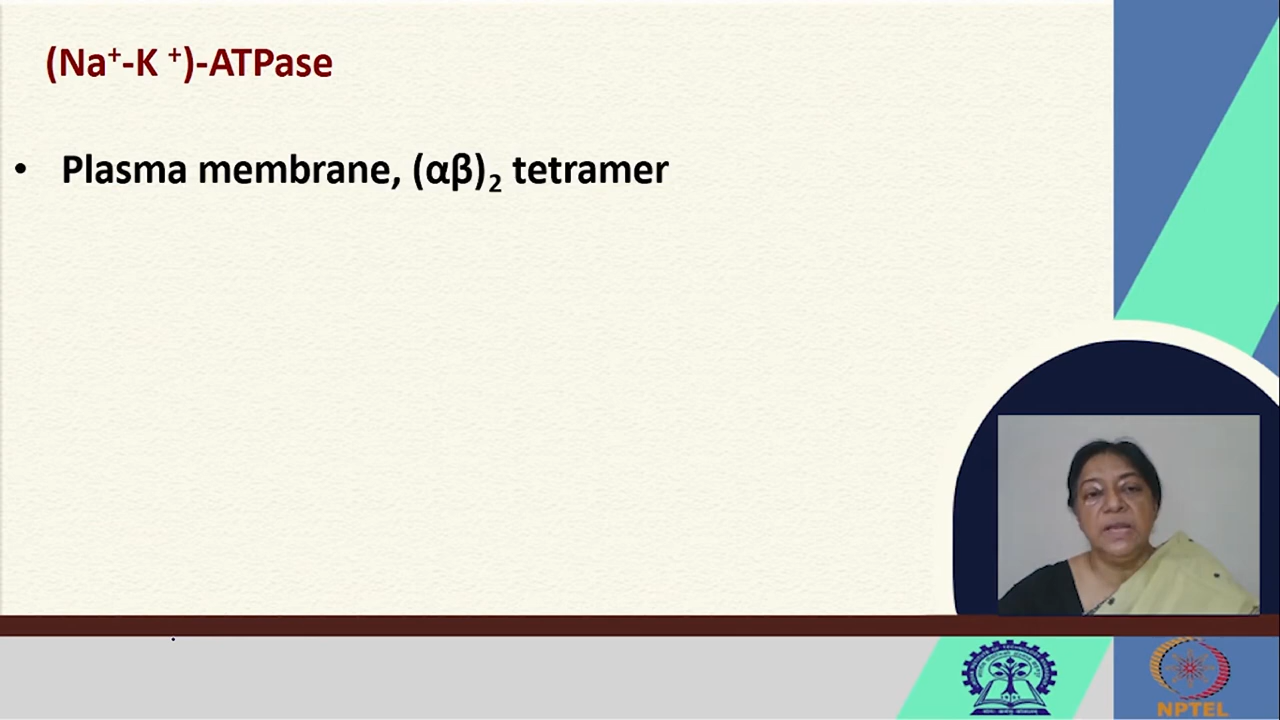 (Na⁺-K ⁺)-ATPase
• Plasma membrane, (αβ)₂ tetramer
NPTEL